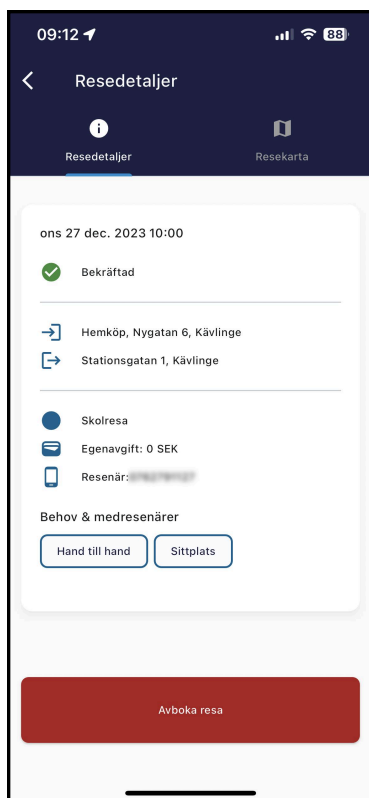 09:12
88
Resedetaljer
Resedetaljer
Resekarta
ons 27 dec. 2023 10:00
Bekräftad
Hemköp, Nygatan 6, Kävlinge
Stationsgatan 1, Kävlinge
Skolresa
Egenavgift: 0 SEK
Resenär:
Behov & medresenärer
Hand till hand
Sittplats
Avboka resa